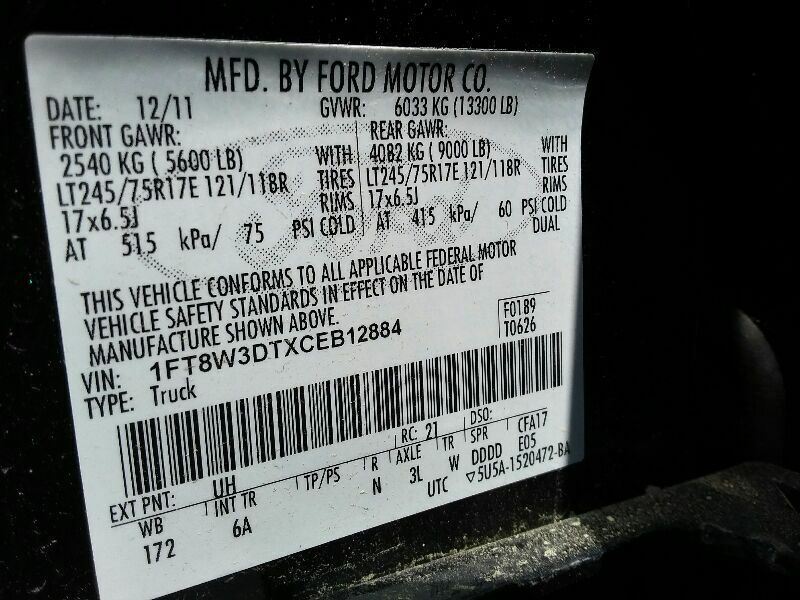 MFD. BY FORD MOTOR CO.
DATE: 12/11 GVWR: 6033 KG (13300 LB)
FRONT GAWR: REAR GAWR:
2540 KG ( 5600 LB) WITH 4082 KG ( 9000 LB) WITH
LT245/75R17E 121/118R TIRES LT245/75R17E 121/118R TIRES
17x6.5J RIMS 17x6.5J RIMS
AT 515 kPa/ 75 PSI COLD AT 415 kPa/ 60 PSI COLD
DUAL
THIS VEHICLE CONFORMS TO ALL APPLICABLE FEDERAL MOTOR
VEHICLE SAFETY STANDARDS IN EFFECT ON THE DATE OF
MANUFACTURE SHOWN ABOVE.
F0189
T0626
VIN: 1FT8W3DTXCEB12884
TYPE: Truck
EXT PNT: UH RC: 21 DSO:
WB INT TR TP/PS R AXLE TR SPR CFA17
172 6A N 3L W DDDD E05
UTC ▽5U5A-1520472-BA